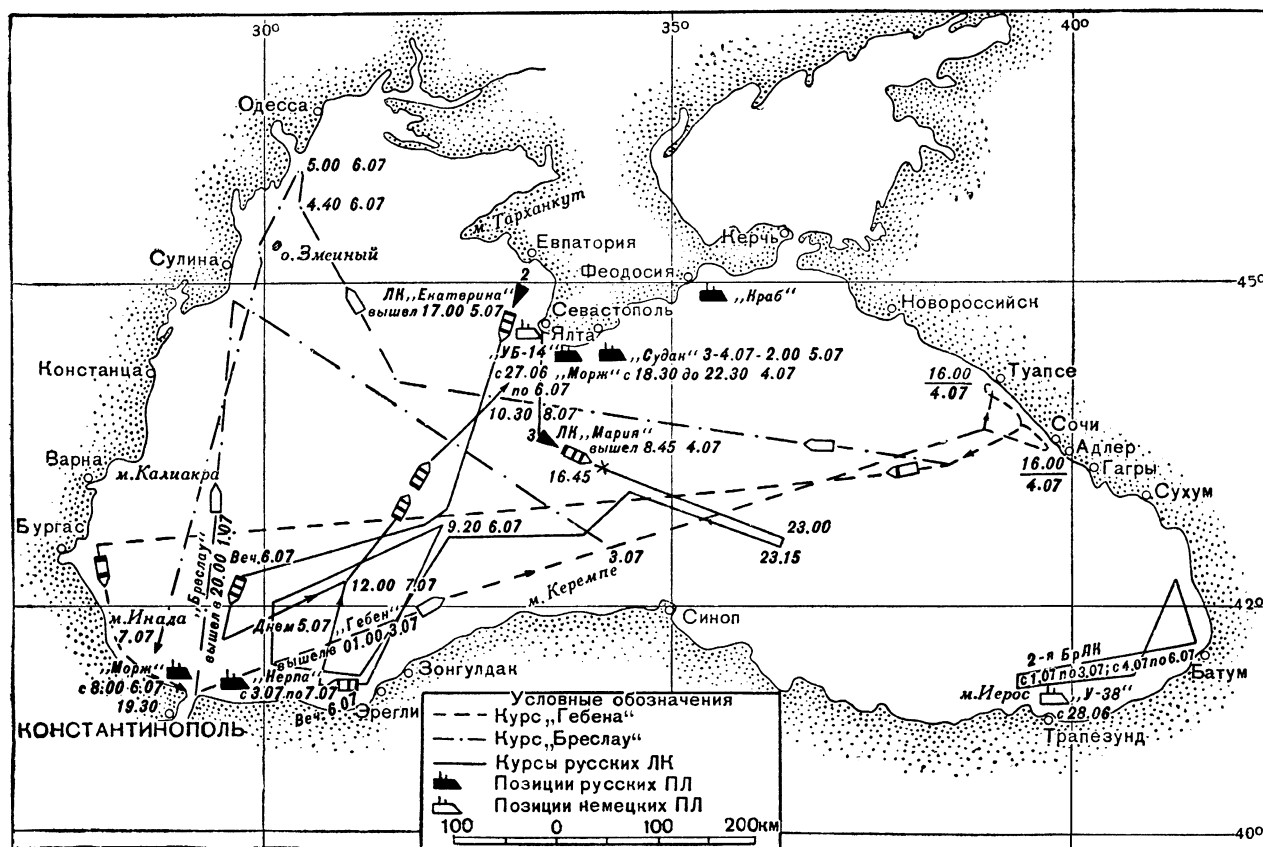 30° 35° 40°
Одесса
5.00 6.07
4.40 6.07
м. Тарханкут
о. Змеиный
Евпатория
Керчь
Сулина
Феодосия
45°
2
ЛК „Екатерина“
вышел 17.00 5.07
„Краб“
Новороссийск
Севастополь
Ялта
„УБ-14“
с 27.06
по 6.07
„Судак“ 3-4.07- 2.00 5.07
„Морж“ с 18.30 до 22.30 4.07
Констанца
16.00
4.07
Туапсе
10.30 8.07
3
ЛК „Мария“
вышел 8.45 4.07
Сочи
Адлер
16.45
16.00
4.07
Гагры
Варна
м. Калиакра
Сухум
Бургас
9.20 6.07
23.00
23.15
„Бреслау“
вышел в 20.00 1.07
Веч. 6.07
3.07
12.00 7.07
м. Керемпе
42°
м. Инада
7.07
Днем 5.07
„Гебен“
вышел в 01.00 3.07
Синоп
„Морж“
с 8.00 6.07
19.30
„Нерпа“
с 3.07 по 7.07
Зонгулдак
2-я БрЛК
с 1.07 по 3.07; с 4.07 по 6.07
Батум
м. Иерос
„У-38“
с 28.06
Трапезунд
Веч. 6.07
Эрегли
КОНСТАНТИНОПОЛЬ
Условные обозначения
Курс „Гебена“
Курс „Бреслау“
Курсы русских ЛК
Позиции русских ПЛ
Позиции немецких ПЛ
100 0 100 200 км
40°